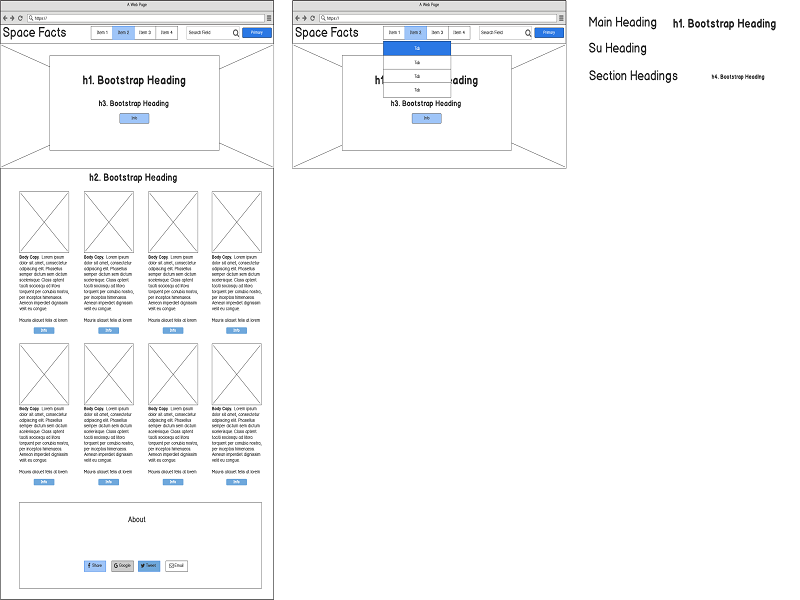 A Web Page
https://
Space Facts
Item 1 Item 2 Item 3 Item 4
Search Field
Primary
h1. Bootstrap Heading
h3. Bootstrap Heading
Info
h2. Bootstrap Heading
Body Copy. Lorem ipsum
dolor sit amet, consectetur
adipiscing elit. Phasellus
semper dictum sem dictum
scelerisque. Class aptent
taciti sociosqu ad litora
torquent per conubia nostra,
per inceptos himenaeos.
Aenean imperdiet dignissim
velit eu congue.
Mauris aliquet felis at lorem
Info
Body Copy. Lorem ipsum
dolor sit amet, consectetur
adipiscing elit. Phasellus
semper dictum sem dictum
scelerisque. Class aptent
taciti sociosqu ad litora
torquent per conubia nostra,
per inceptos himenaeos.
Aenean imperdiet dignissim
velit eu congue.
Mauris aliquet felis at lorem
Info
Body Copy. Lorem ipsum
dolor sit amet, consectetur
adipiscing elit. Phasellus
semper dictum sem dictum
scelerisque. Class aptent
taciti sociosqu ad litora
torquent per conubia nostra,
per inceptos himenaeos.
Aenean imperdiet dignissim
velit eu congue.
Mauris aliquet felis at lorem
Info
Body Copy. Lorem ipsum
dolor sit amet, consectetur
adipiscing elit. Phasellus
semper dictum sem dictum
scelerisque. Class aptent
taciti sociosqu ad litora
torquent per conubia nostra,
per inceptos himenaeos.
Aenean imperdiet dignissim
velit eu congue.
Mauris aliquet felis at lorem
Info
Body Copy. Lorem ipsum
dolor sit amet, consectetur
adipiscing elit. Phasellus
semper dictum sem dictum
scelerisque. Class aptent
taciti sociosqu ad litora
torquent per conubia nostra,
per inceptos himenaeos.
Aenean imperdiet dignissim
velit eu congue.
Mauris aliquet felis at lorem
Info
Body Copy. Lorem ipsum
dolor sit amet, consectetur
adipiscing elit. Phasellus
semper dictum sem dictum
scelerisque. Class aptent
taciti sociosqu ad litora
torquent per conubia nostra,
per inceptos himenaeos.
Aenean imperdiet dignissim
velit eu congue.
Mauris aliquet felis at lorem
Info
Body Copy. Lorem ipsum
dolor sit amet, consectetur
adipiscing elit. Phasellus
semper dictum sem dictum
scelerisque. Class aptent
taciti sociosqu ad litora
torquent per conubia nostra,
per inceptos himenaeos.
Aenean imperdiet dignissim
velit eu congue.
Mauris aliquet felis at lorem
Info
Body Copy. Lorem ipsum
dolor sit amet, consectetur
adipiscing elit. Phasellus
semper dictum sem dictum
scelerisque. Class aptent
taciti sociosqu ad litora
torquent per conubia nostra,
per inceptos himenaeos.
Aenean imperdiet dignissim
velit eu congue.
Mauris aliquet felis at lorem
Info
About
Share Google Tweet Email
A Web Page
https://
Space Facts
Item 1 Item 2 Item 3 Item 4
Search Field
Primary
Tab
Tab
Tab
Tab
h1 eading
h3. Bootstrap Heading
Info
Main Heading h1. Bootstrap Heading
Su Heading
Section Headings h4. Bootstrap Heading